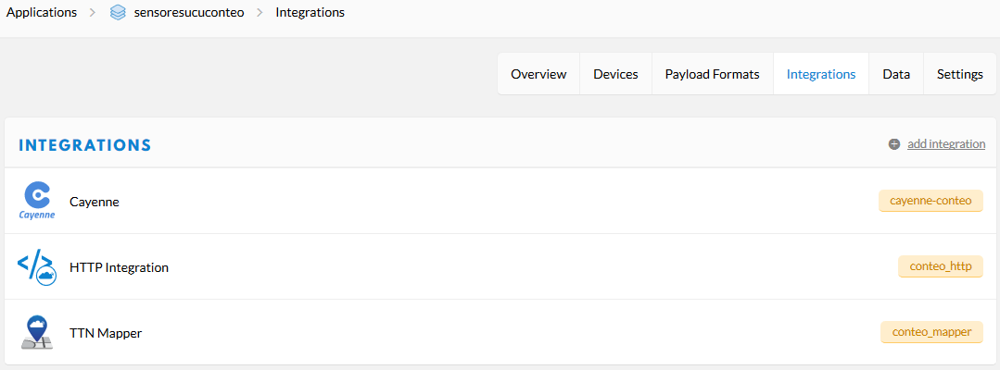 Applications > sensoresucuconteo > Integrations
Overview Devices Payload Formats Integrations Data Settings
INTEGRATIONS
add integration
Cayenne
Cayenne
cayenne-conteo
HTTP Integration
conteo_http
TTN Mapper
conteo_mapper